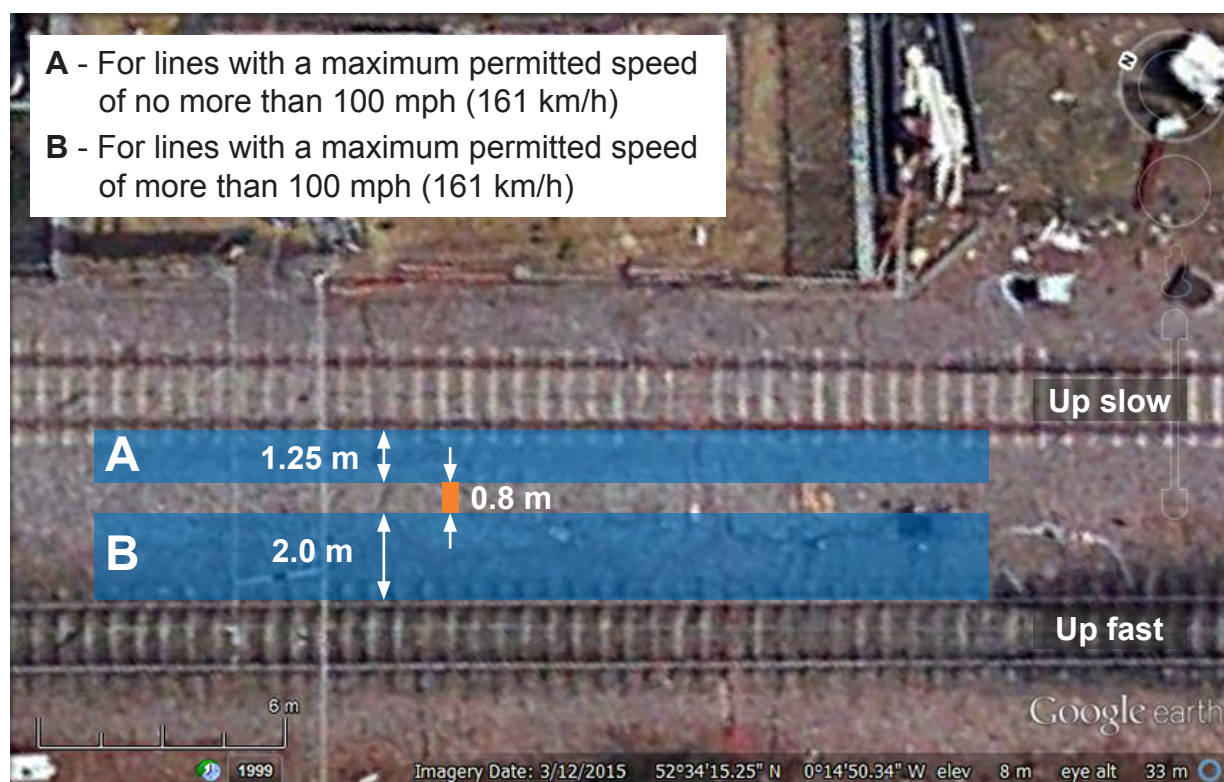 A - For lines with a maximum permitted speed
of no more than 100 mph (161 km/h)
B - For lines with a maximum permitted speed
of more than 100 mph (161 km/h)
N
Up slow
A
1.25 m
0.8 m
B
2.0 m
Up fast
6 m
Google earth
1999
Imagery Date: 3/12/2015 52°34'15.25" N 0°14'50.34" W elev 8 m eye alt 33 m